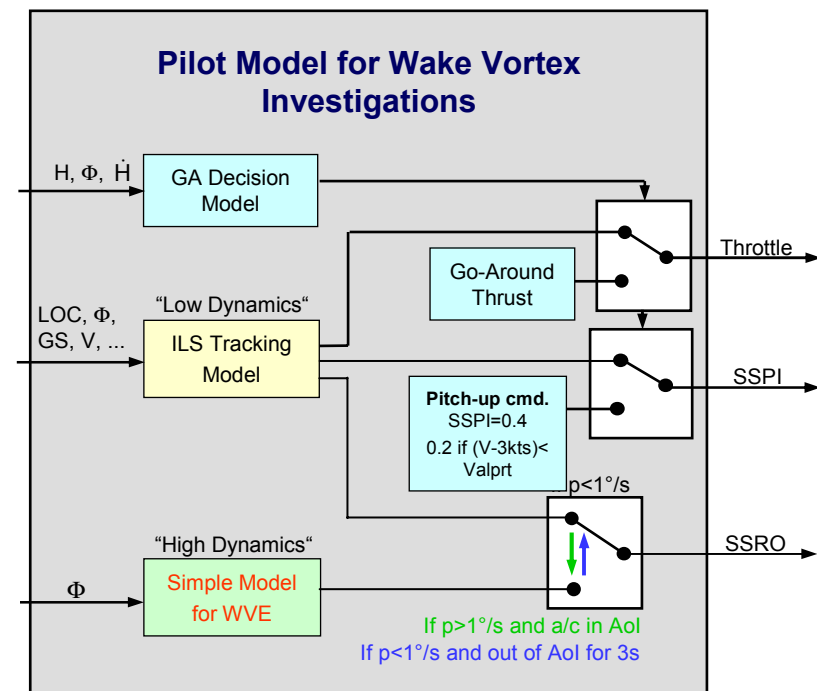 Pilot Model for Wake Vortex
Investigations
H, Φ, Ḣ
GA Decision
Model
Throttle
Go-Around
Thrust
"Low Dynamics"
LOC, Φ,
GS, V, ...
ILS Tracking
Model
SSPI
Pitch-up cmd.
SSPI=0.4
0.2 if (V-3kts)<
Valprt
p<1°/s
"High Dynamics"
SSRO
Φ
Simple Model
for WVE
If p>1°/s and a/c in AoI
If p<1°/s and out of AoI for 3s